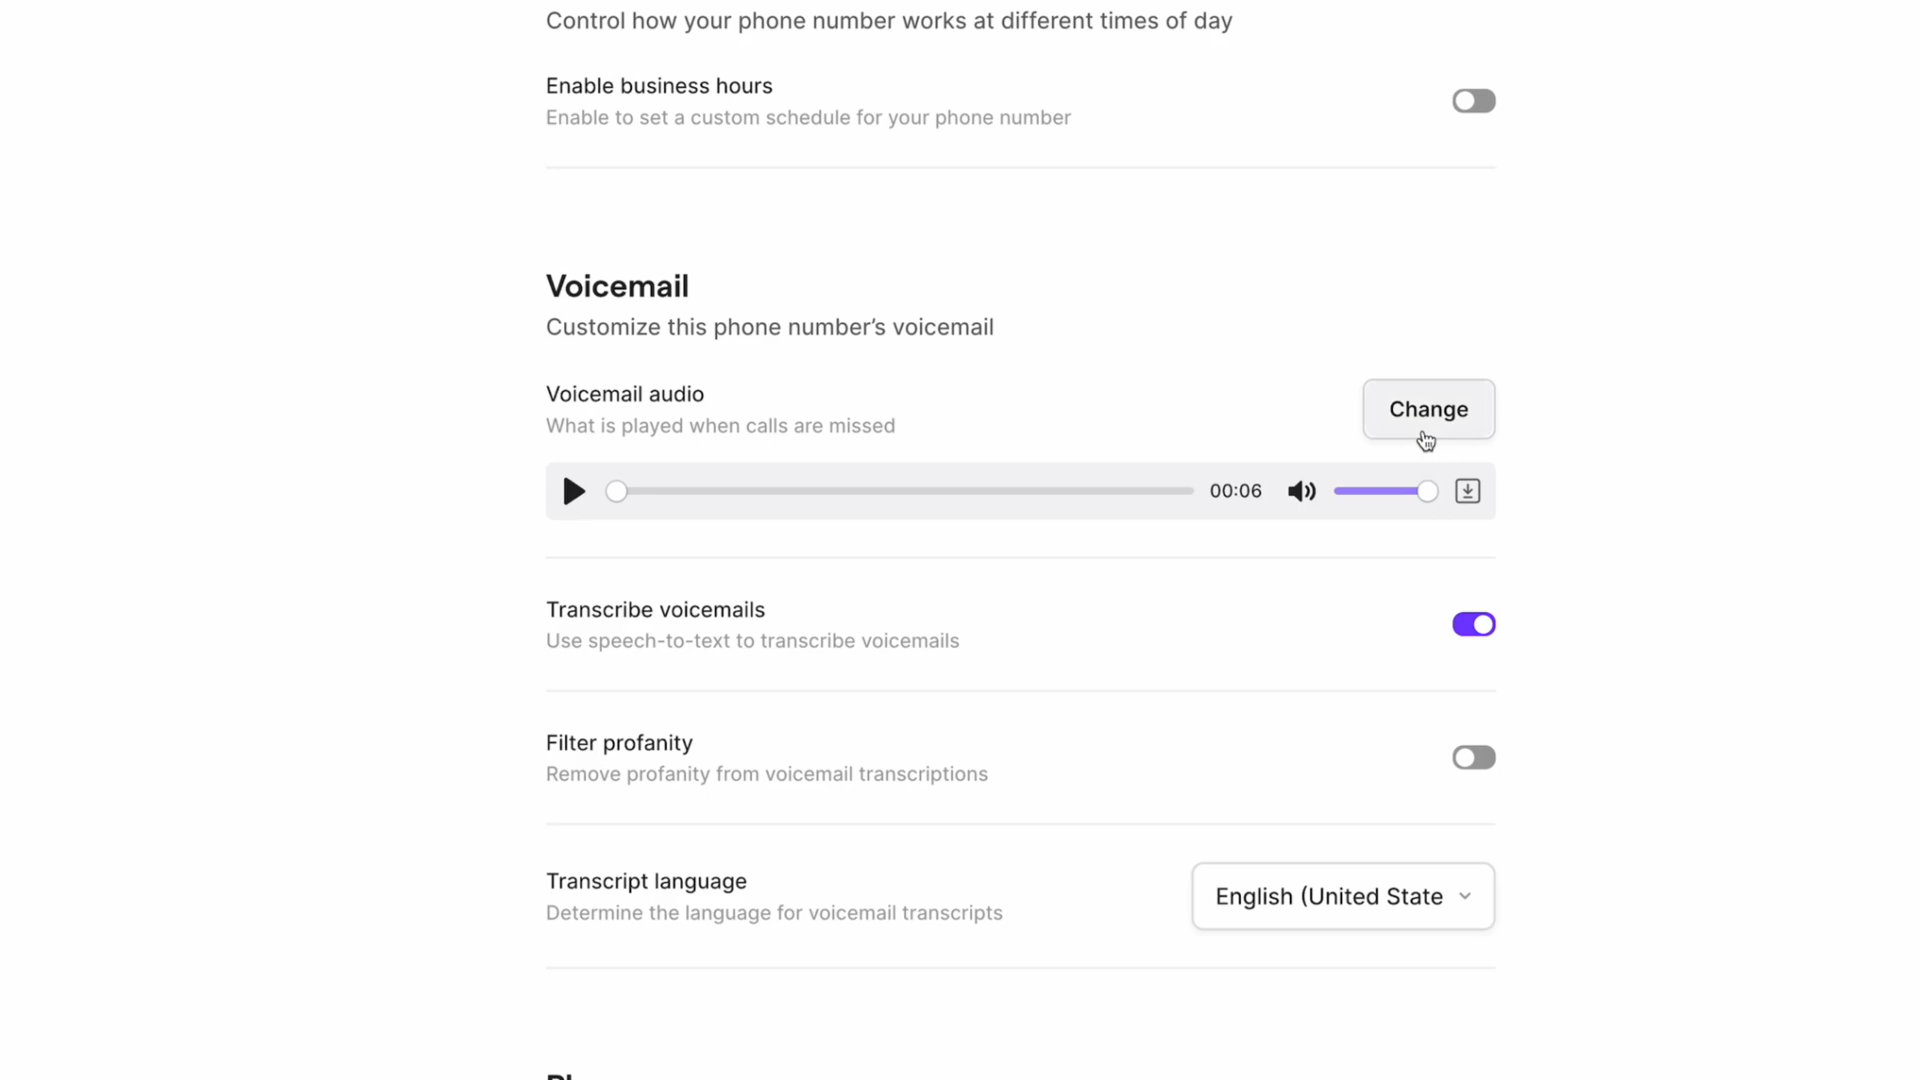 Control how your phone number works at different times of day
Enable business hours
Enable to set a custom schedule for your phone number
Voicemail
Customize this phone number’s voicemail
Voicemail audio
What is played when calls are missed
Change
00:06
Transcribe voicemails
Use speech-to-text to transcribe voicemails
Filter profanity
Remove profanity from voicemail transcriptions
Transcript language
Determine the language for voicemail transcripts
English (United State